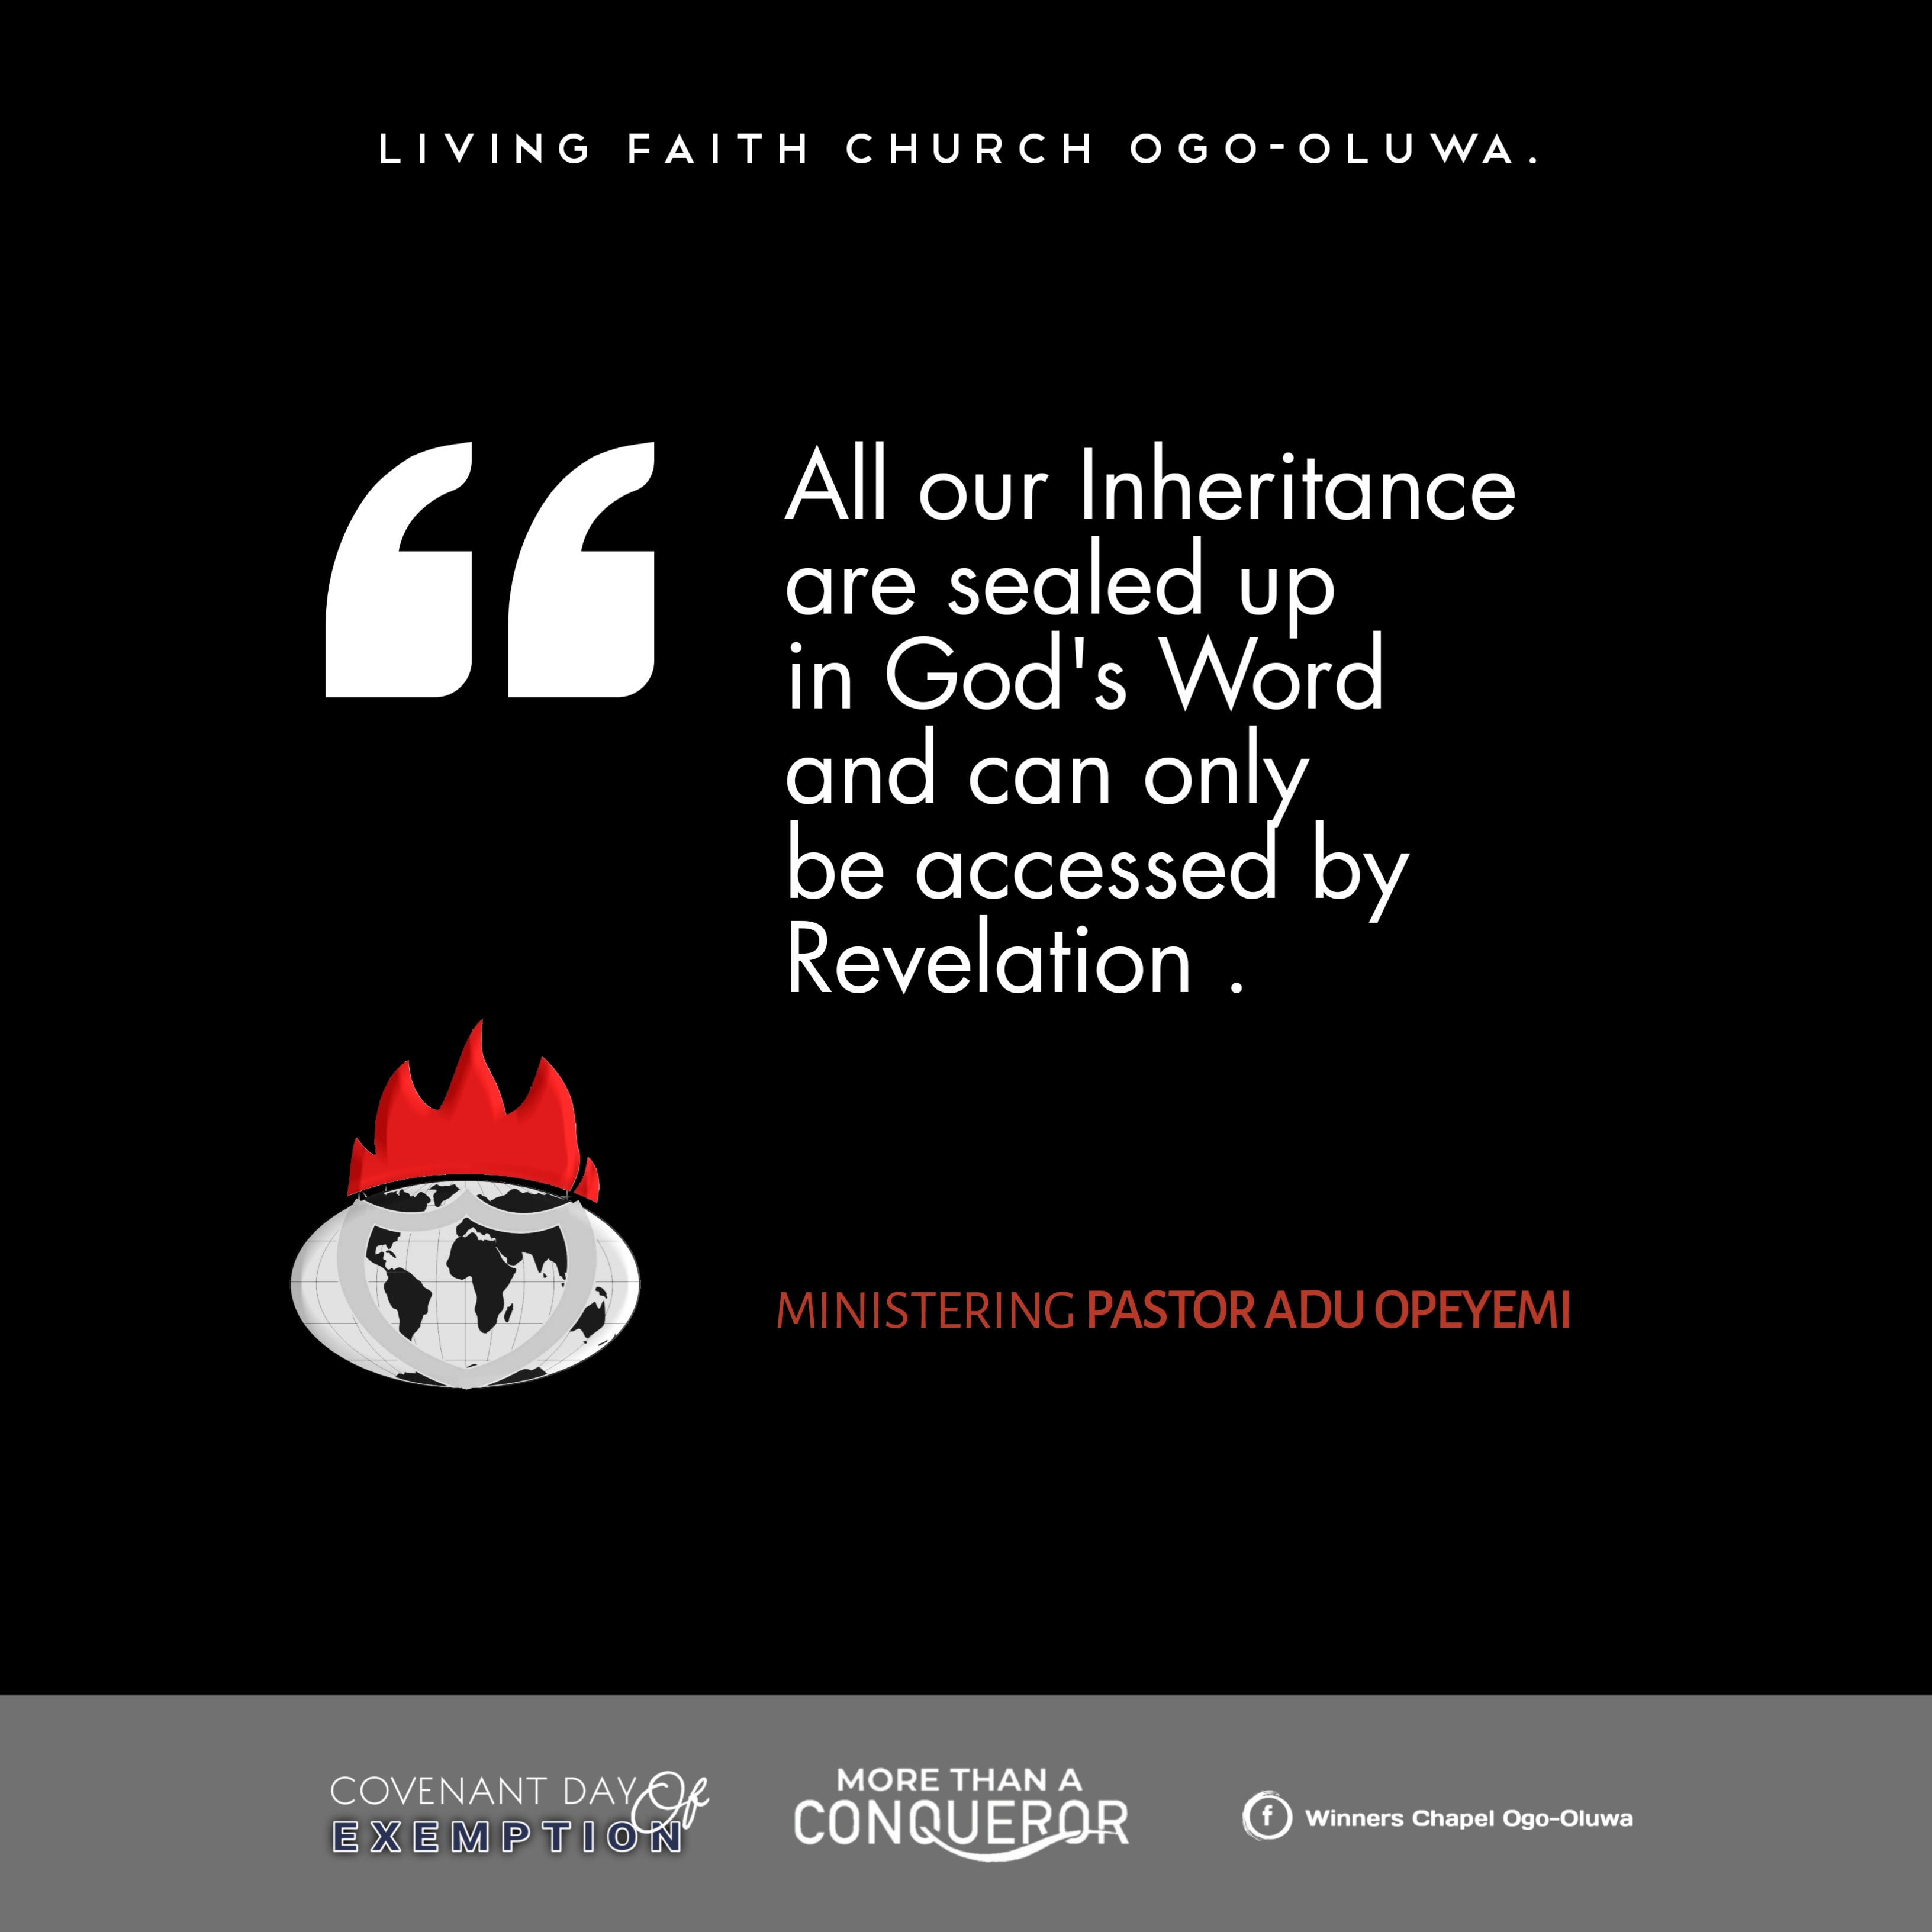 LIVING FAITH CHURCH OGO-OLUWA.
All our Inheritance
are sealed up
in God's Word
and can only
be accessed by
Revelation .
MINISTERING PASTOR ADU OPEYEMI
COVENANT DAY Of
EXEMPTION
MORE THAN A
CONQUEROR
f Winners Chapel Ogo-Oluwa